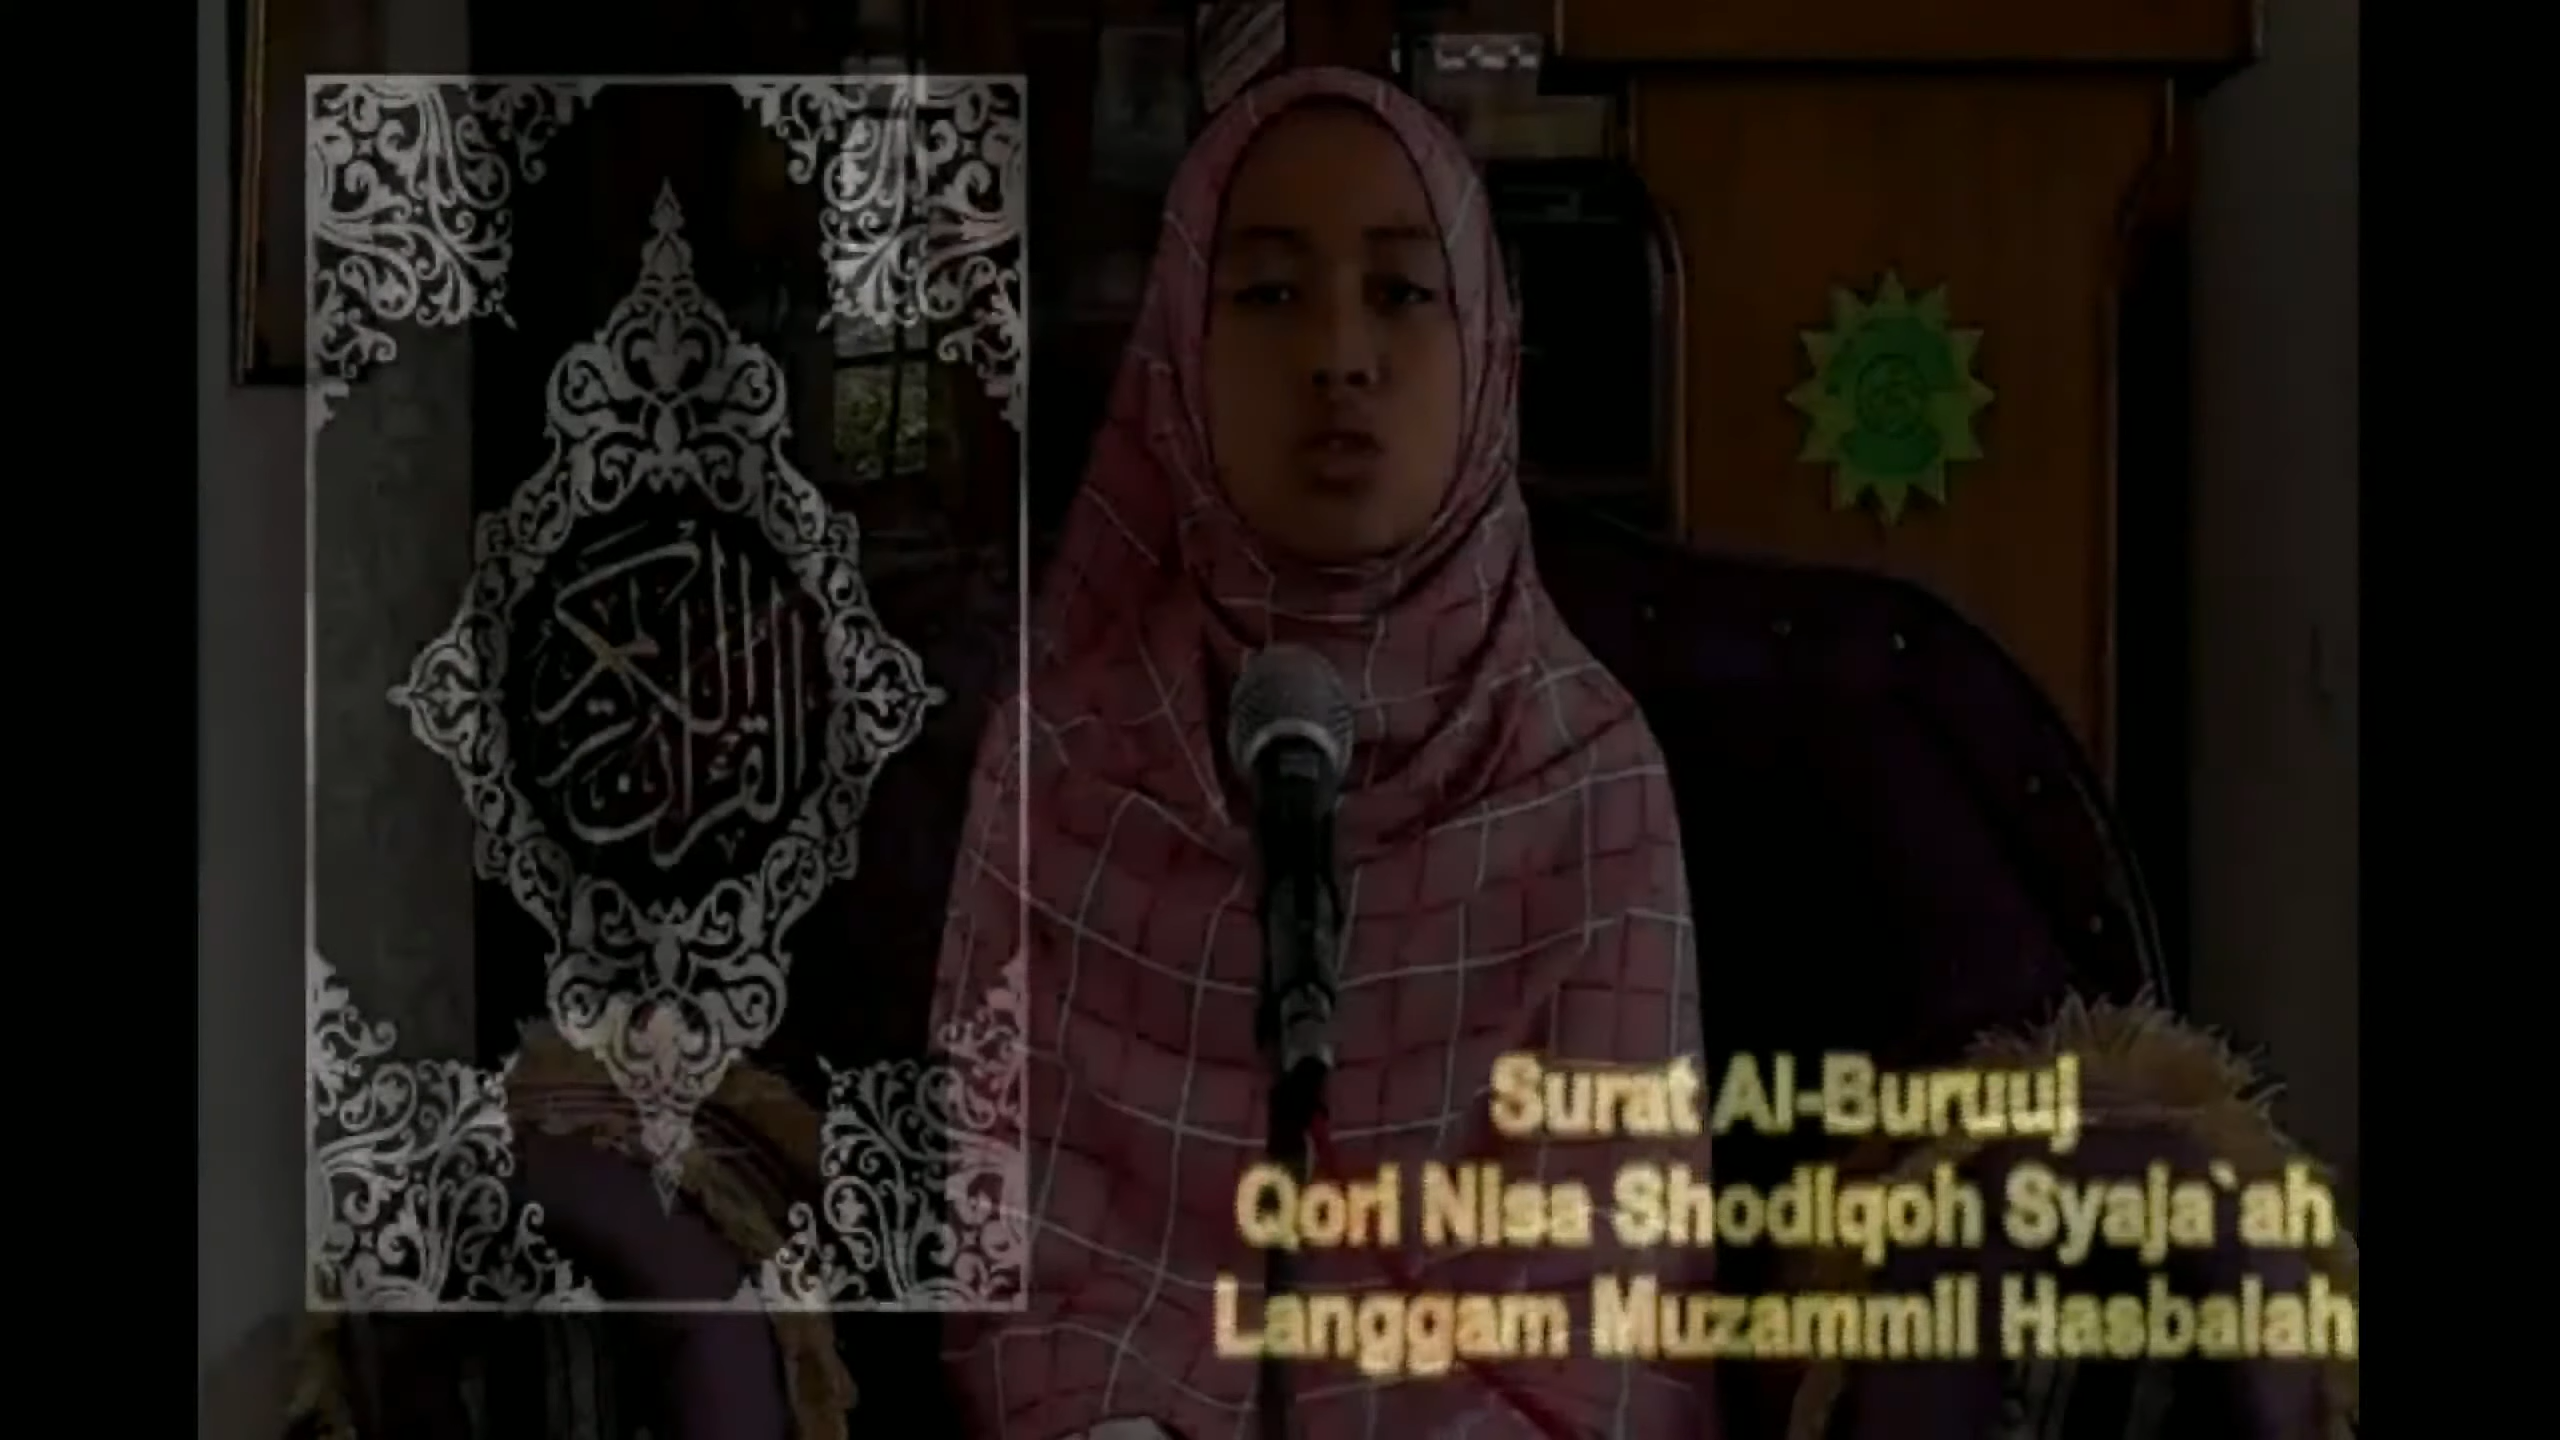 القرآن الكريم
Surat Al-Buruuj
Qori Nisa Shodiqoh Syaja`ah
Langgam Muzammil Hasbalah